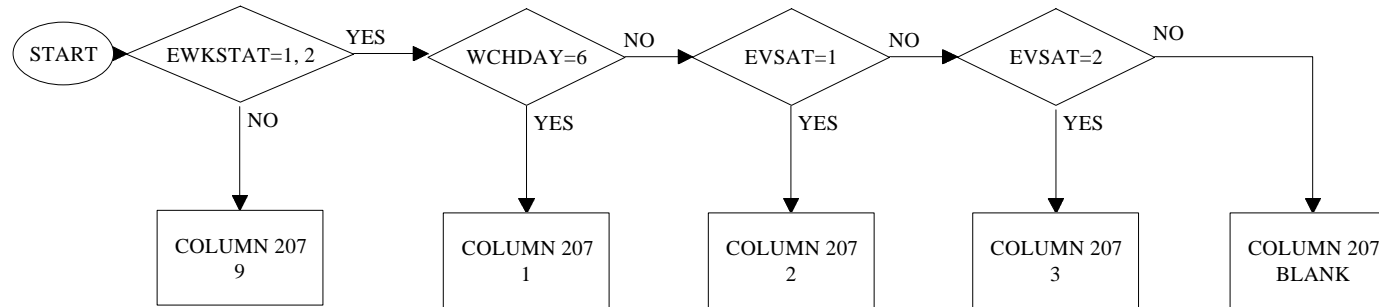 START
EWKSTAT=1, 2
YES
NO
WCHDAY=6
NO
YES
EVSAT=1
NO
YES
EVSAT=2
NO
YES
COLUMN 207
9
COLUMN 207
1
COLUMN 207
2
COLUMN 207
3
COLUMN 207
BLANK